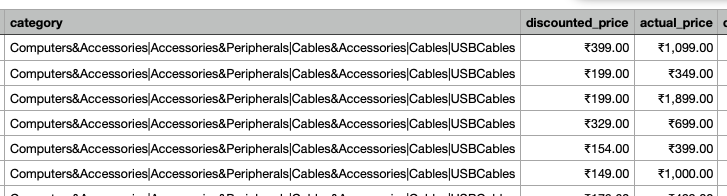 category discounted_price actual_price
Computers&Accessories|Accessories&Peripherals|Cables&Accessories|Cables|USBCables ₹399.00 ₹1,099.00
Computers&Accessories|Accessories&Peripherals|Cables&Accessories|Cables|USBCables ₹199.00 ₹349.00
Computers&Accessories|Accessories&Peripherals|Cables&Accessories|Cables|USBCables ₹199.00 ₹1,899.00
Computers&Accessories|Accessories&Peripherals|Cables&Accessories|Cables|USBCables ₹329.00 ₹699.00
Computers&Accessories|Accessories&Peripherals|Cables&Accessories|Cables|USBCables ₹154.00 ₹399.00
Computers&Accessories|Accessories&Peripherals|Cables&Accessories|Cables|USBCables ₹149.00 ₹1,000.00